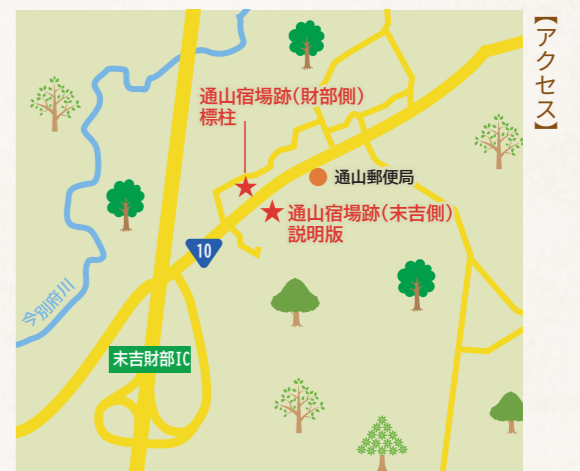 【アクセス】
通山宿場跡(財部側)
標柱
通山郵便局
通山宿場跡(末吉側)
説明版
10
今別府川
末吉財部IC